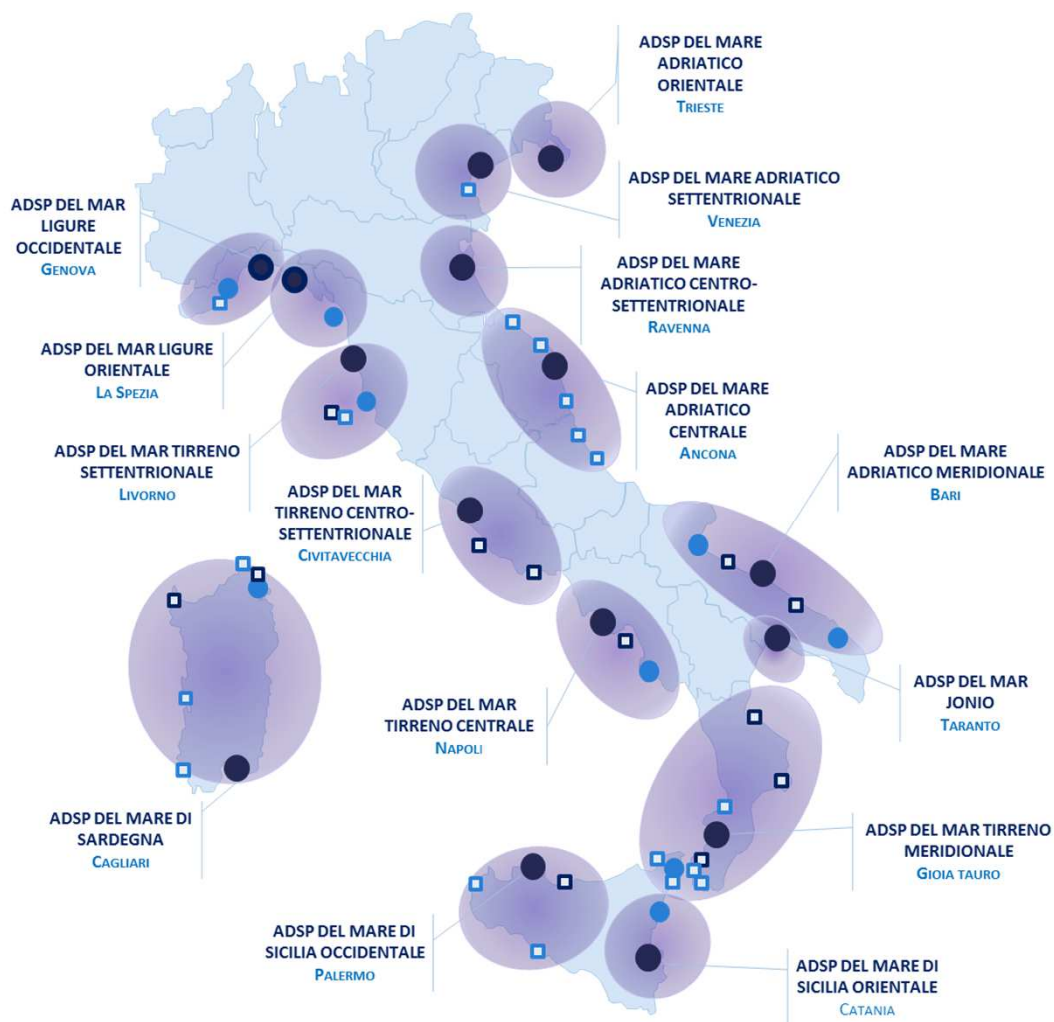 ADSP DEL MARE
ADRIATICO
ORIENTALE
TRIESTE
ADSP DEL MARE ADRIATICO
SETTENTRIONALE
VENEZIA
ADSP DEL MAR
LIGURE
OCCIDENTALE
GENOVA
ADSP DEL MARE
ADRIATICO CENTRO-
SETTENTRIONALE
RAVENNA
ADSP DEL MAR LIGURE
ORIENTALE
LA SPEZIA
ADSP DEL MARE
ADRIATICO
CENTRALE
ANCONA
ADSP DEL MAR TIRRENO
SETTENTRIONALE
LIVORNO
ADSP DEL MARE
ADRIATICO MERIDIONALE
BARI
ADSP DEL MAR
TIRRENO CENTRO-
SETTENTRIONALE
CIVITAVECCHIA
ADSP DEL MAR
TIRRENO CENTRALE
NAPOLI
ADSP DEL MAR
JONIO
TARANTO
ADSP DEL MARE DI
SARDEGNA
CAGLIARI
ADSP DEL MAR TIRRENO
MERIDIONALE
GIOIA TAURO
ADSP DEL MARE DI
SICILIA OCCIDENTALE
PALERMO
ADSP DEL MARE DI
SICILIA ORIENTALE
CATANIA